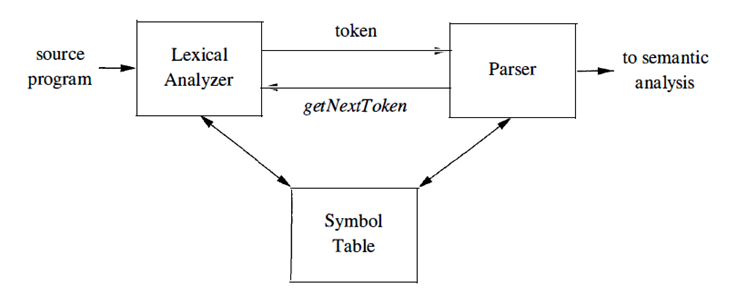 source
program
Lexical
Analyzer
token
getNextToken
Parser
to semantic
analysis
Symbol
Table